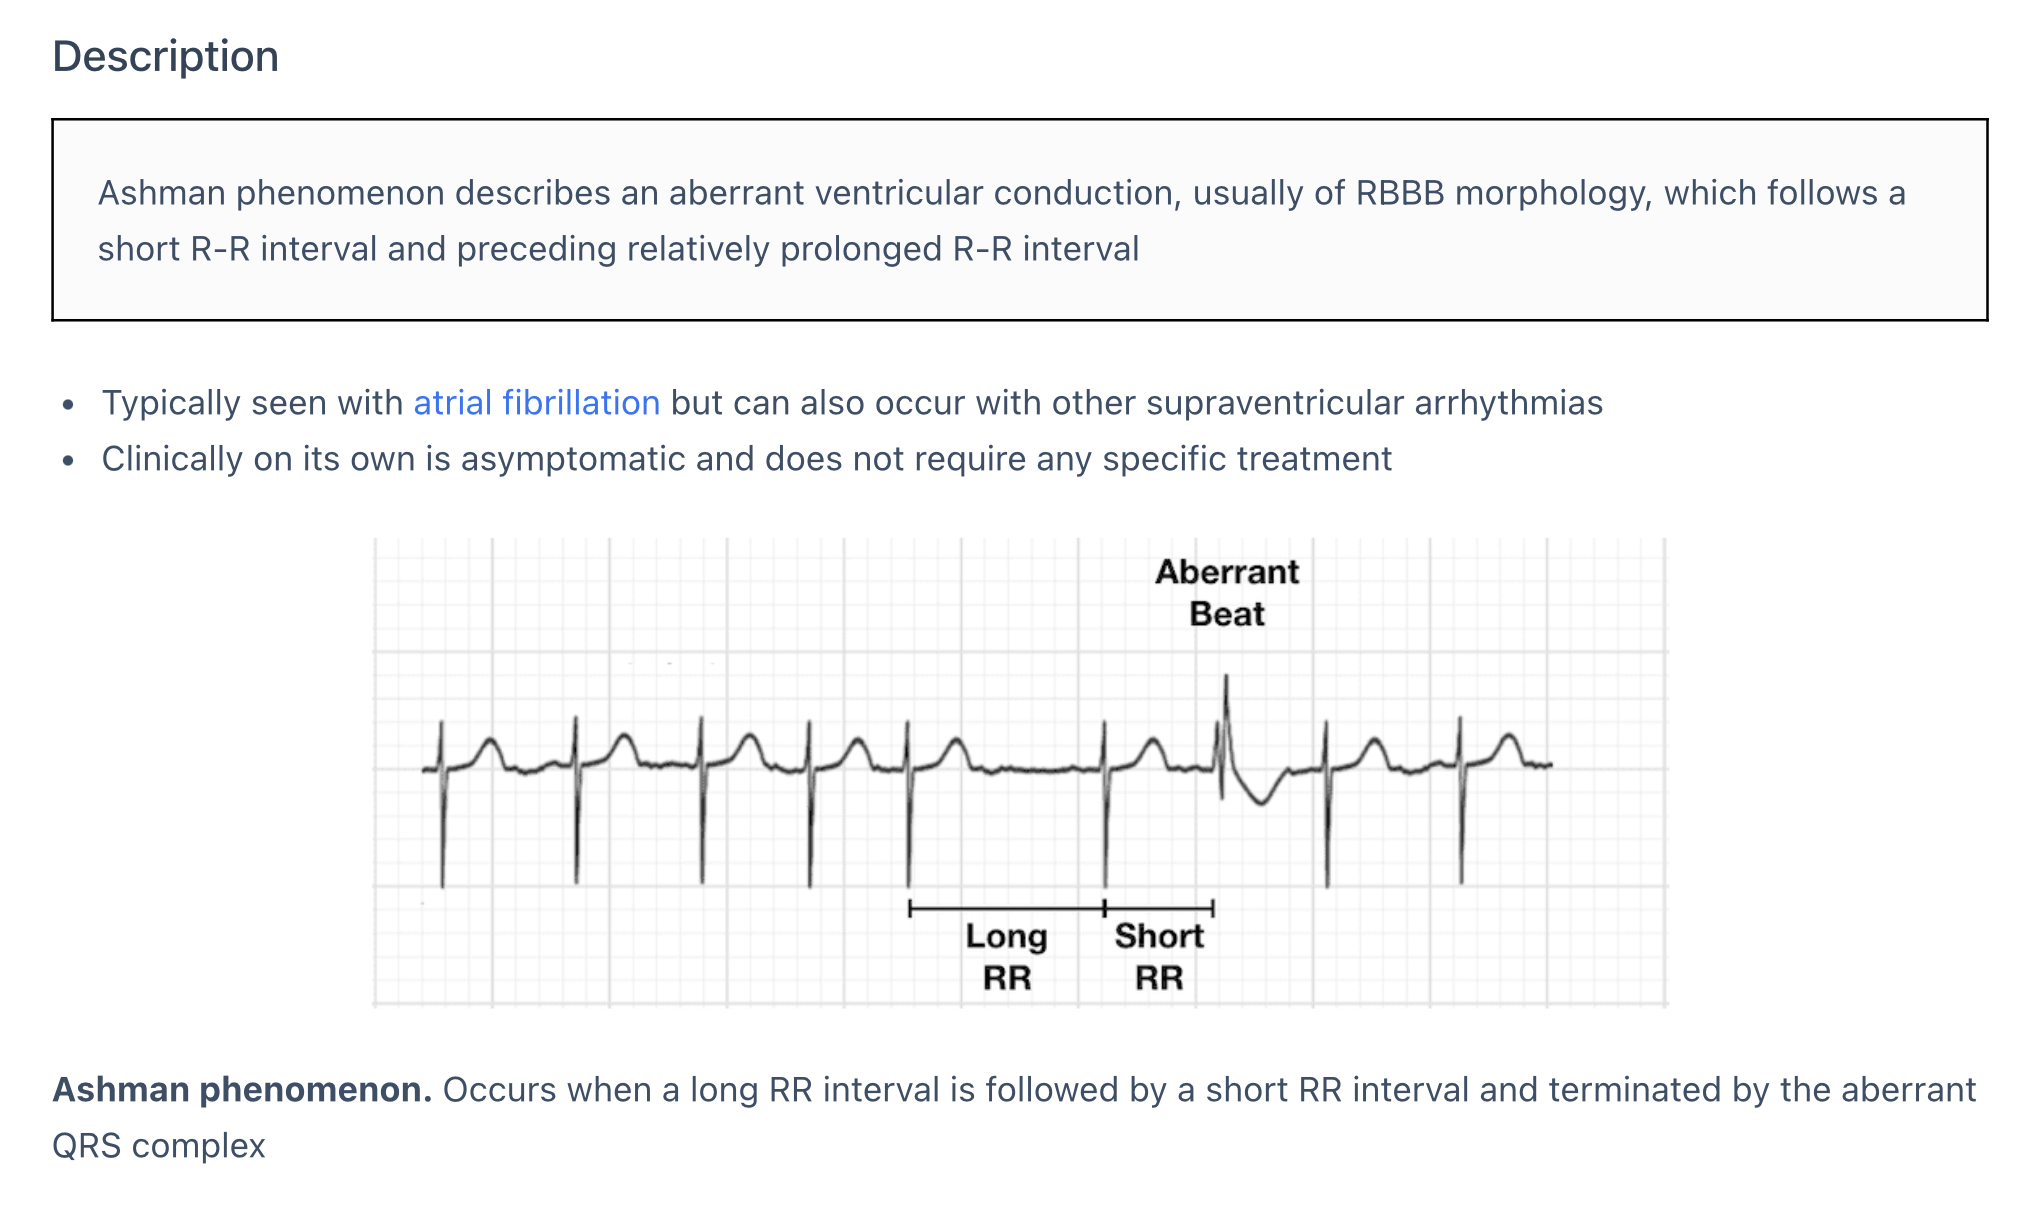 Description
Ashman phenomenon describes an aberrant ventricular conduction, usually of RBBB morphology, which follows a
short R-R interval and preceding relatively prolonged R-R interval
• Typically seen with atrial fibrillation but can also occur with other supraventricular arrhythmias
• Clinically on its own is asymptomatic and does not require any specific treatment
Aberrant
Beat
Long
RR
Short
RR
Ashman phenomenon. Occurs when a long RR interval is followed by a short RR interval and terminated by the aberrant
QRS complex